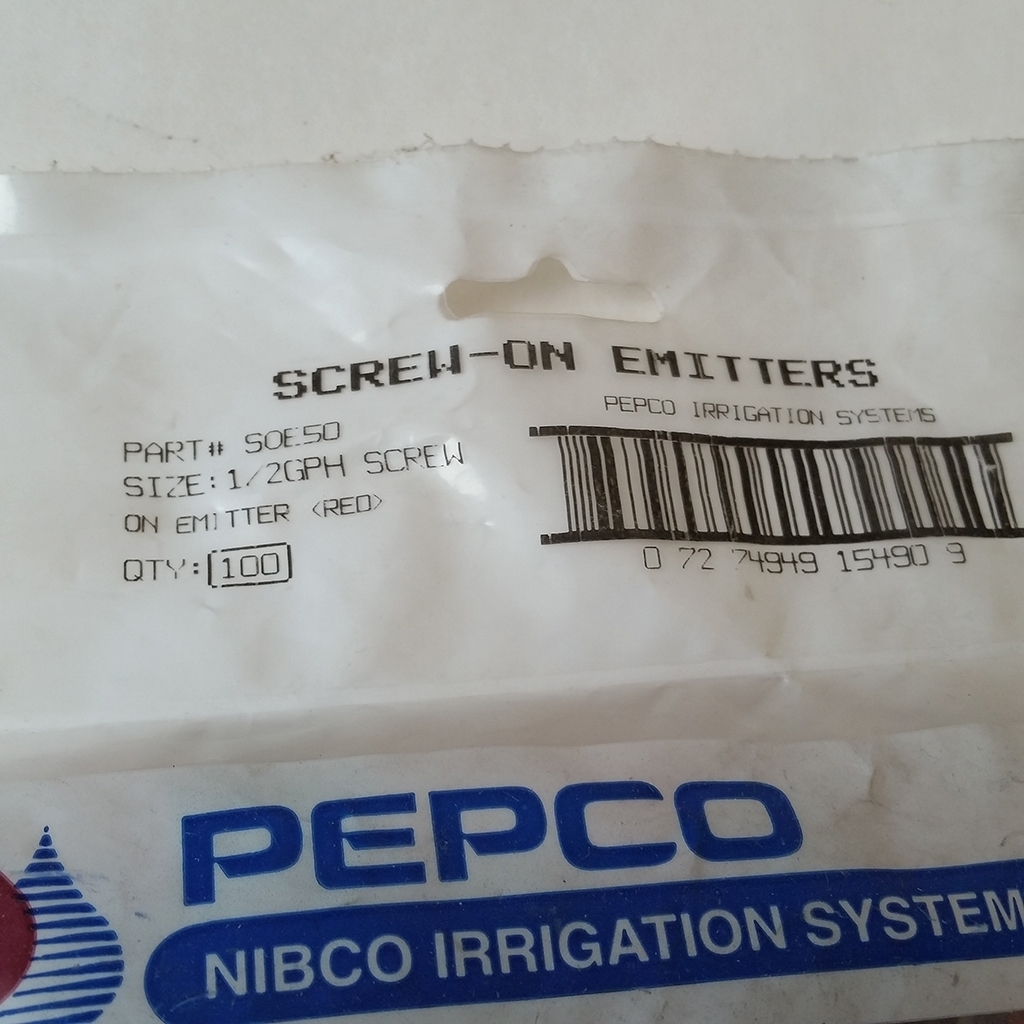 SCREW-ON EMITTERS
PEPCO IRRIGATION SYSTEMS
PART# SOE50
SIZE:1/2GPH SCREW
ON EMITTER <RED>
QTY:[100]
0 72 74949 15490 9
PEPCO
NIBCO IRRIGATION SYSTEM